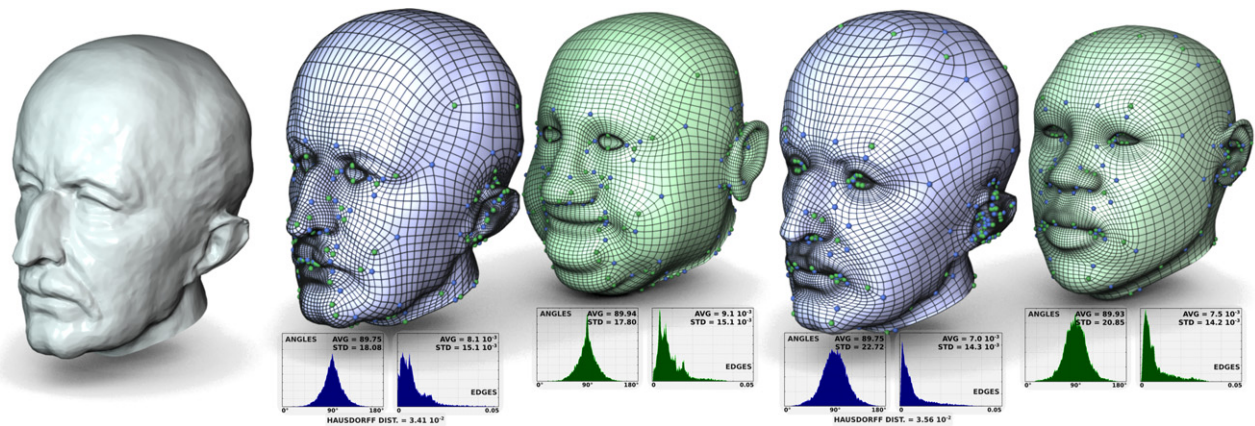 ANGLES AVG = 89.75
STD = 18.08
AVG = 8.1 10⁻³
STD = 15.1 10⁻³
EDGES
0° 90° 180° 0 0.05
HAUSDORFF DIST. = 3.41 10⁻²
ANGLES AVG = 89.94
STD = 17.80
AVG = 9.1 10⁻³
STD = 15.1 10⁻³
EDGES
0° 90° 180° 0 0.05
ANGLES AVG = 89.75
STD = 22.72
AVG = 7.0 10⁻³
STD = 14.3 10⁻³
EDGES
0° 90° 180° 0 0.05
HAUSDORFF DIST. = 3.56 10⁻²
ANGLES AVG = 89.93
STD = 20.85
AVG = 7.5 10⁻³
STD = 14.2 10⁻³
EDGES
0° 90° 180° 0 0.05